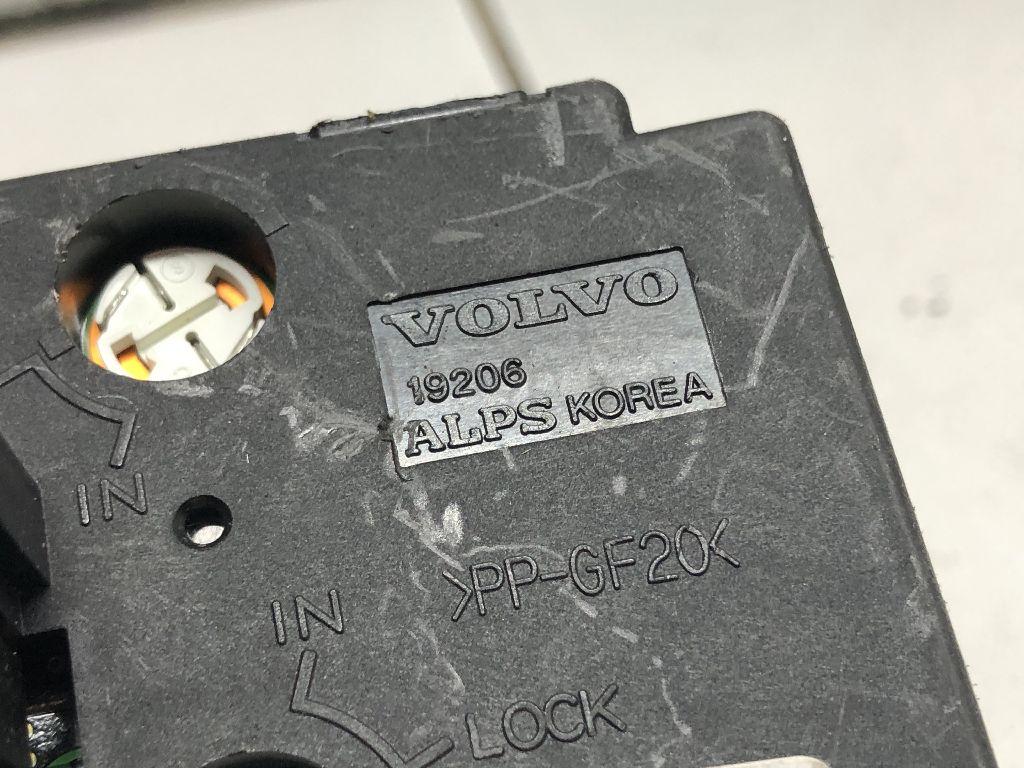 VOLVO
19206
ALPS KOREA
IN
>PP-GF20<
IN
LOCK